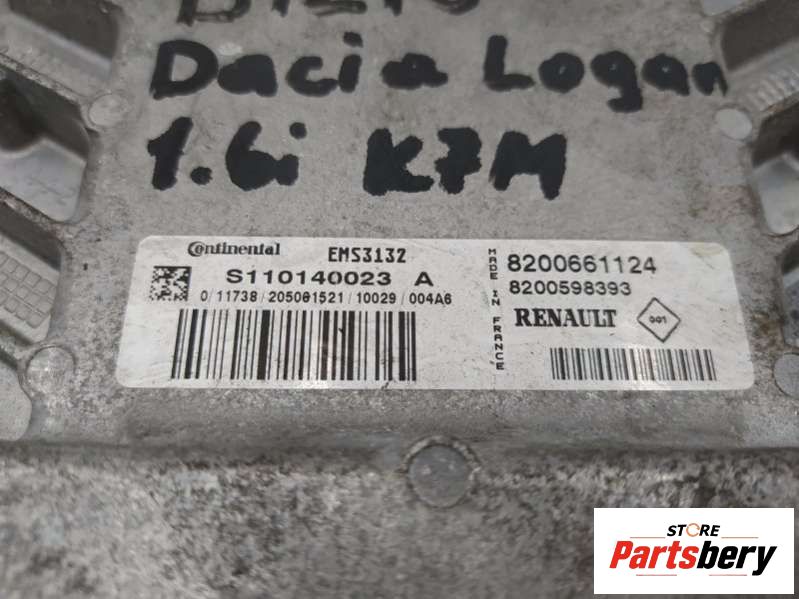 Dacia Logan
1.6i K7M
Continental EMS3132
S110140023 A
0/11738/205061521/10029/004A6
MADE IN FRANCE
8200661124
8200598393
RENAULT 001
STORE
Partsbery